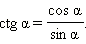 ctg α = cos α / sin α.